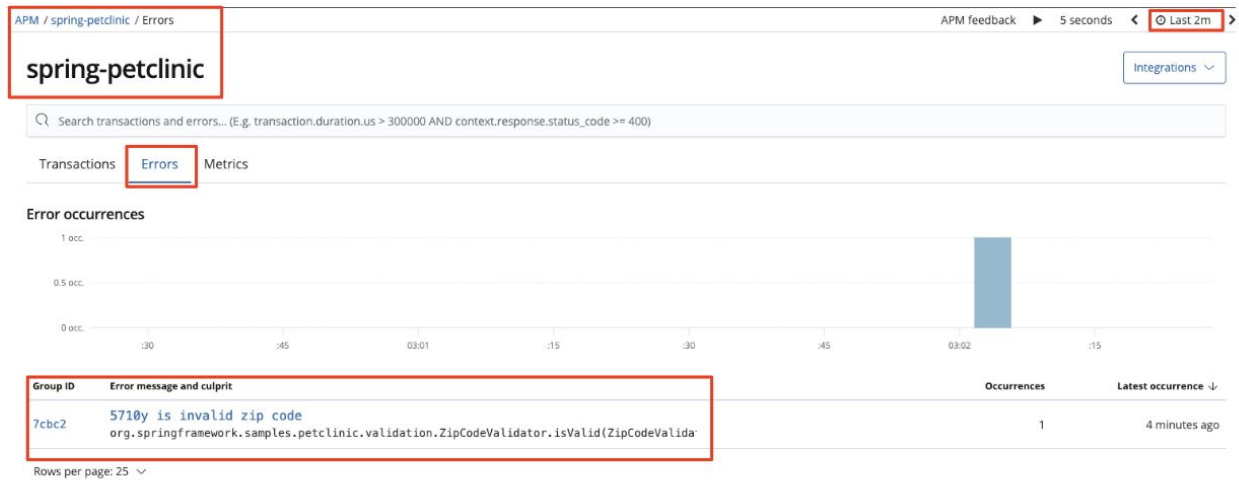 APM / spring-petclinic / Errors APM feedback 5 seconds Last 2m
spring-petclinic
Integrations
Search transactions and errors... (E.g. transaction.duration.us > 300000 AND context.response.status_code >= 400)
Transactions Errors Metrics
Error occurrences
1 occ.
0.5 occ.
0 occ.
:30 :45 03:01 :15 :30 :45 03:02 :15
Group ID Error message and culprit Occurrences Latest occurrence
7cbc2 5710y is invalid zip code 1 4 minutes ago
org.springframework.samples.petclinic.validation.ZipCodeValidator.isValid(ZipCodeValida
Rows per page: 25